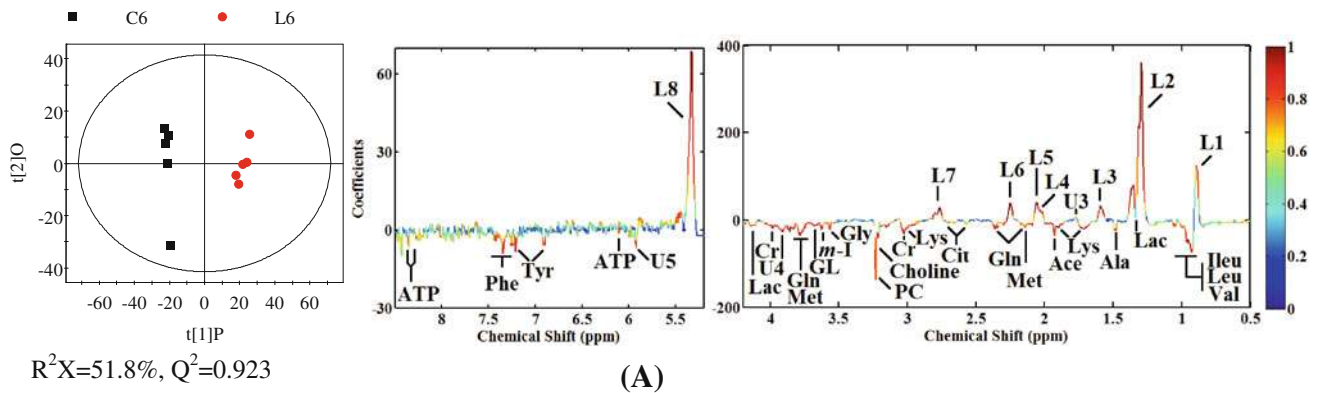 C6 L6
t[2]O
40
20
0
-20
-40
-60 -40 -20 0 20 40 60
t[1]P
R²X=51.8%, Q²=0.923
Coefficients
60
30
0
-30
L8
ATP
Phe
Tyr
ATP
U5
8 7.5 7 6.5 6 5.5
Chemical Shift (ppm)
400
200
0
-200
L2
L1
L7
L6
L5
L4
U3
L3
Cr
U4
Lac
Gln
Met
GL
m-I
Gly
PC
Choline
Cr
Lys
Cit
Gln
Met
Ace
Lys
Ala
Lac
Ileu
Leu
Val
4 3.5 3 2.5 2 1.5 1 0.5
Chemical Shift (ppm)
1
0.8
0.6
0.4
0.2
0
(A)